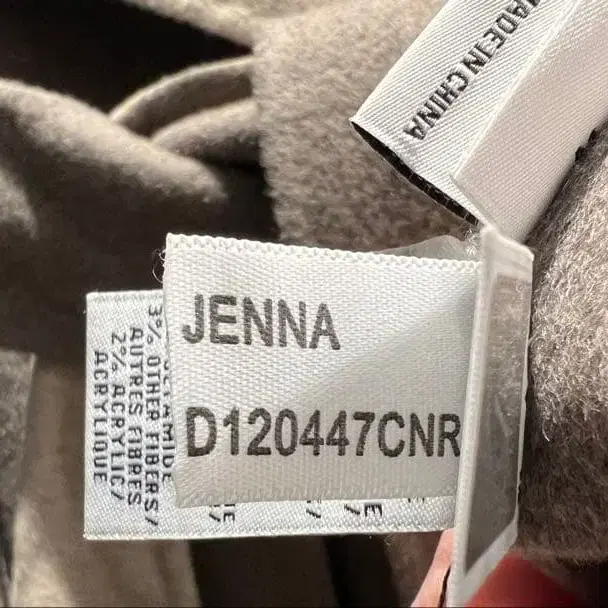 MADE IN CHINA
JENNA
D120447CNR
3% OTHER FIBERS/
AUTRES FIBRES
2% ACRYLIC/
ACRYLIQUE